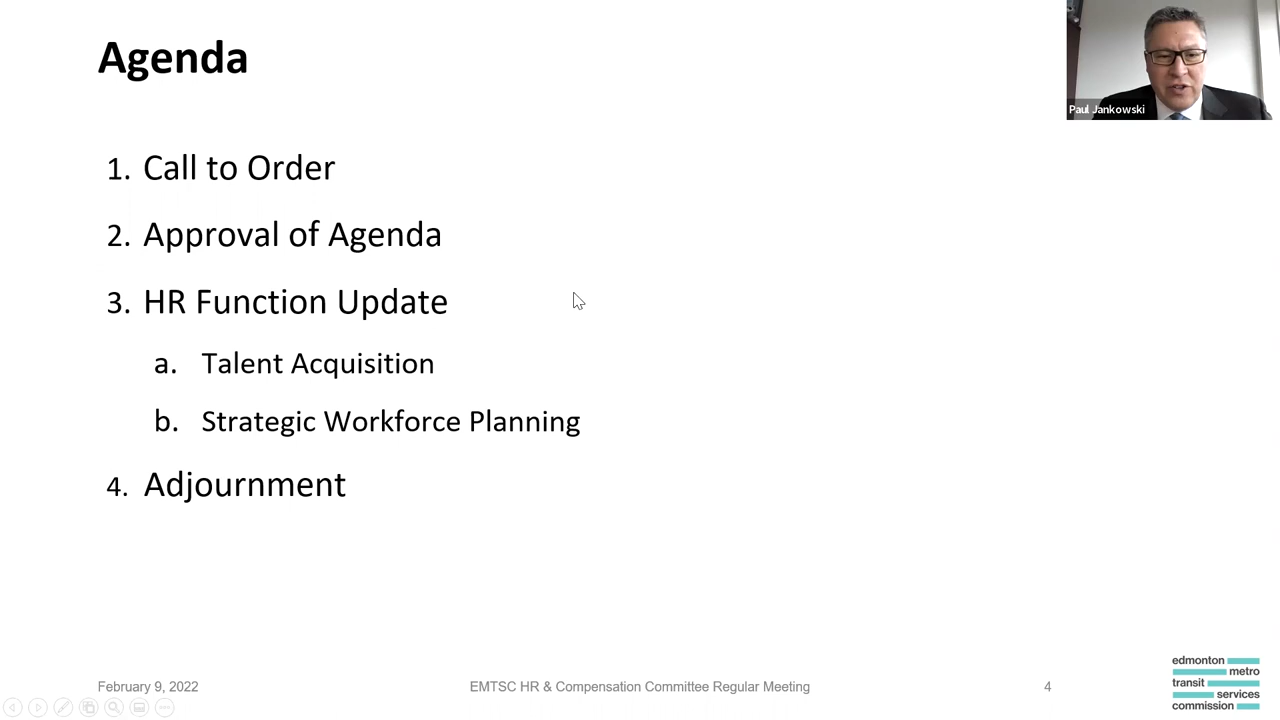 Agenda
Paul Jankowski
1. Call to Order
2. Approval of Agenda
3. HR Function Update
a. Talent Acquisition
b. Strategic Workforce Planning
4. Adjournment
February 9, 2022
EMTSC HR & Compensation Committee Regular Meeting
4
edmonton
metro
transit
services
commission